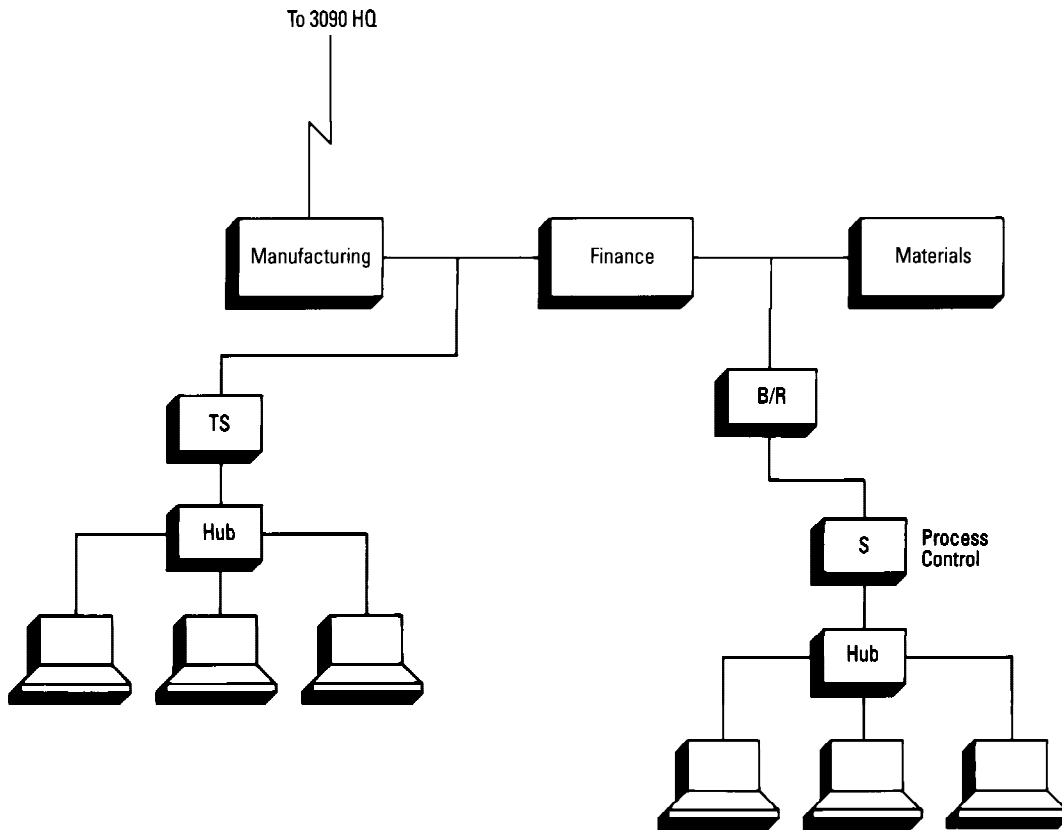 To 3090 HQ
Manufacturing
Finance
Materials
TS
B/R
Hub
S
Process
Control
Hub